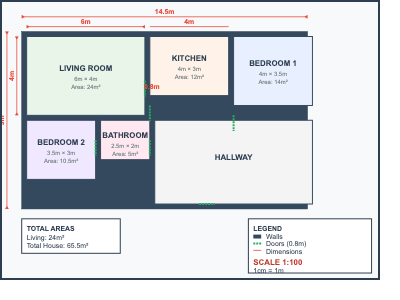 14.5m
6m
4m
LIVING ROOM
6m × 4m
Area: 24m²
KITCHEN
4m × 3m
Area: 12m²
BEDROOM 1
4m × 3.5m
Area: 14m²
4m
BEDROOM 2
3.5m × 3m
Area: 10.5m²
BATHROOM
2.5m × 2m
Area: 5m²
HALLWAY
TOTAL AREAS
Living: 24m²
Total House: 65.5m²
LEGEND
Walls
Doors (0.8m)
Dimensions
SCALE 1:100
1cm = 1m